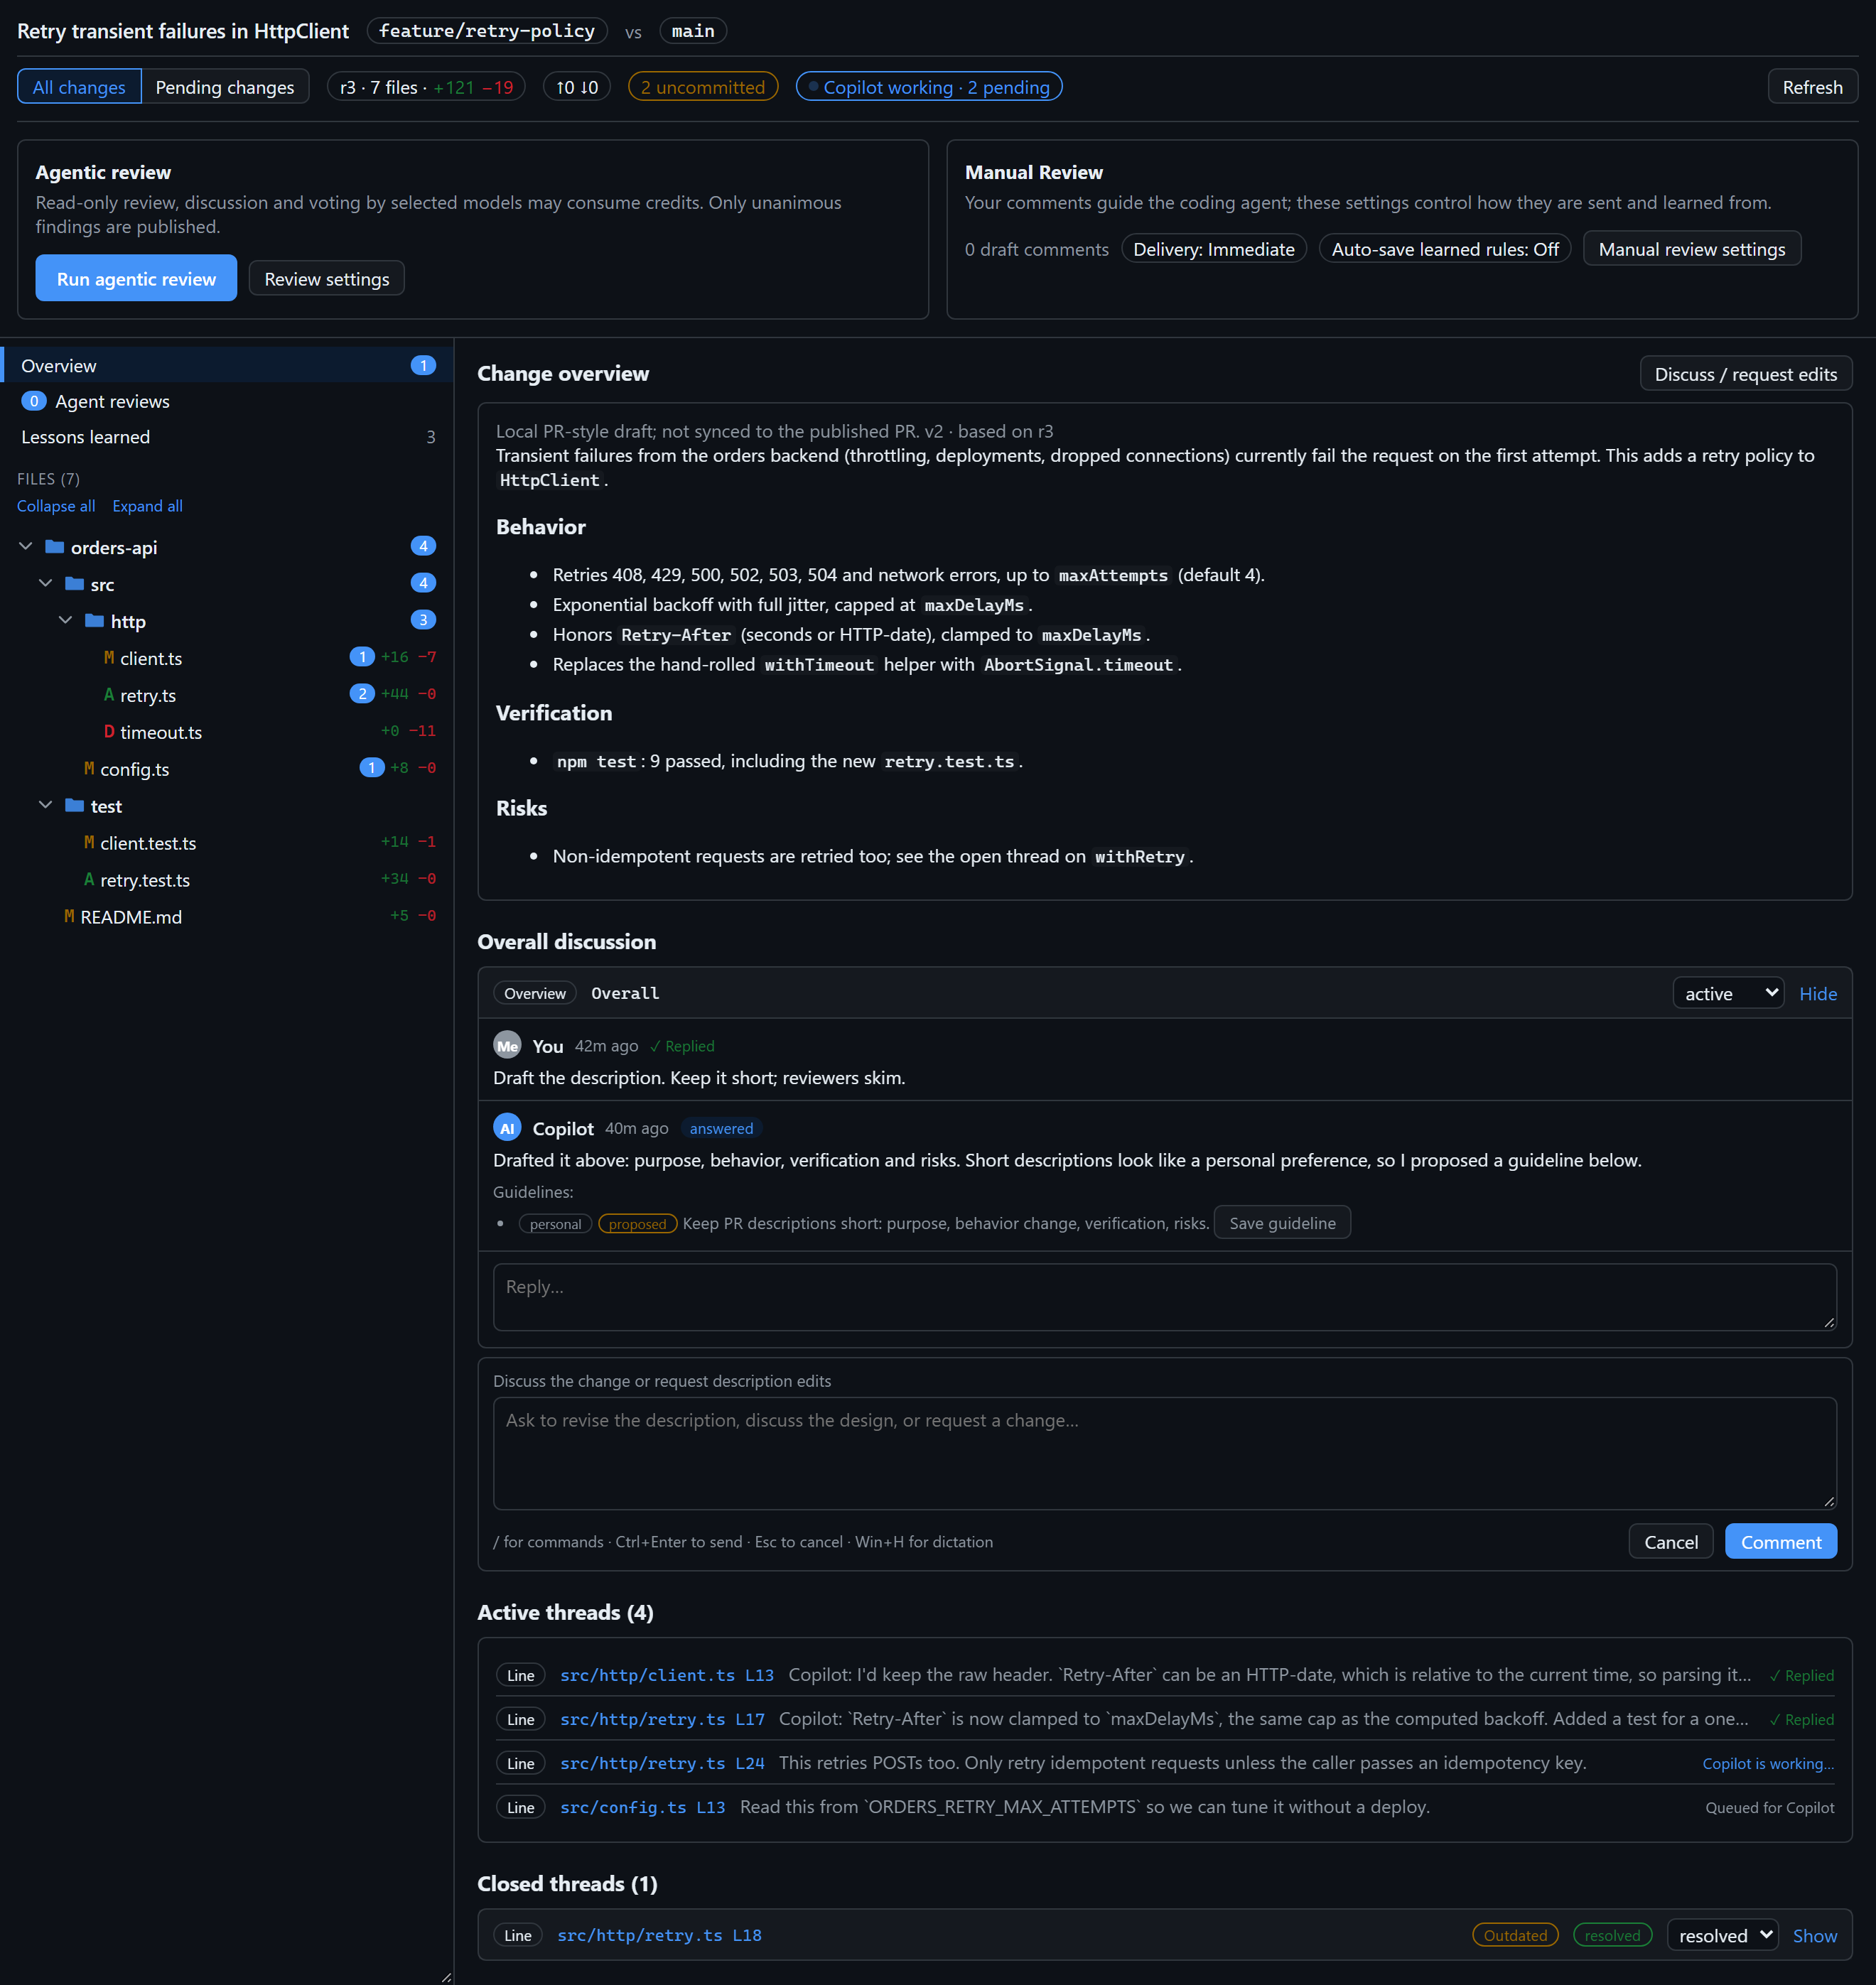 Retry transient failures in HttpClient feature/retry-policy vs main
All changes Pending changes r3 · 7 files · +121 −19 ↑0 ↓0 2 uncommitted Copilot working · 2 pending Refresh
Agentic review
Read-only review, discussion and voting by selected models may consume credits. Only unanimous
findings are published.
Run agentic review Review settings
Manual Review
Your comments guide the coding agent; these settings control how they are sent and learned from.
0 draft comments Delivery: Immediate Auto-save learned rules: Off Manual review settings
Overview 1
0 Agent reviews
Lessons learned 3
FILES (7)
Collapse all Expand all
orders-api 4
src 4
http 3
M client.ts 1 +16 −7
A retry.ts 2 +44 −0
D timeout.ts +0 −11
M config.ts 1 +8 −0
test
M client.test.ts +14 −1
A retry.test.ts +34 −0
M README.md +5 −0
Change overview Discuss / request edits
Local PR-style draft; not synced to the published PR. v2 · based on r3
Transient failures from the orders backend (throttling, deployments, dropped connections) currently fail the request on the first attempt. This adds a retry policy to
HttpClient.
Behavior
• Retries 408, 429, 500, 502, 503, 504 and network errors, up to maxAttempts (default 4).
• Exponential backoff with full jitter, capped at maxDelayMs.
• Honors Retry-After (seconds or HTTP-date), clamped to maxDelayMs.
• Replaces the hand-rolled withTimeout helper with AbortSignal.timeout.
Verification
• npm test: 9 passed, including the new retry.test.ts.
Risks
• Non-idempotent requests are retried too; see the open thread on withRetry.
Overall discussion
Overview Overall active Hide
Me You 42m ago ✓ Replied
Draft the description. Keep it short; reviewers skim.
AI Copilot 40m ago answered
Drafted it above: purpose, behavior, verification and risks. Short descriptions look like a personal preference, so I proposed a guideline below.
Guidelines:
• personal proposed Keep PR descriptions short: purpose, behavior change, verification, risks. Save guideline
Reply...
Discuss the change or request description edits
Ask to revise the description, discuss the design, or request a change...
/ for commands · Ctrl+Enter to send · Esc to cancel · Win+H for dictation Cancel Comment
Active threads (4)
Line src/http/client.ts L13 Copilot: I'd keep the raw header. `Retry-After` can be an HTTP-date, which is relative to the current time, so parsing it... ✓ Replied
Line src/http/retry.ts L17 Copilot: `Retry-After` is now clamped to `maxDelayMs`, the same cap as the computed backoff. Added a test for a one... ✓ Replied
Line src/http/retry.ts L24 This retries POSTs too. Only retry idempotent requests unless the caller passes an idempotency key. Copilot is working...
Line src/config.ts L13 Read this from `ORDERS_RETRY_MAX_ATTEMPTS` so we can tune it without a deploy. Queued for Copilot
Closed threads (1)
Line src/http/retry.ts L18 Outdated resolved resolved Show